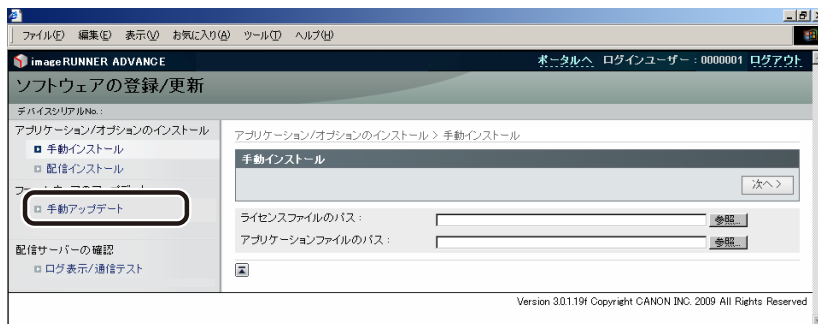 ファイル(F) 編集(E) 表示(V) お気に入り(A) ツール(T) ヘルプ(H)
imageRUNNER ADVANCE ポータルへ ログインユーザー : 0000001 ログアウト
ソフトウェアの登録/更新
デバイスシリアルNo. :
アプリケーション/オプションのインストール
手動インストール
配信インストール
手動アップデート
配信サーバーの確認
ログ表示/通信テスト
アプリケーション/オプションのインストール > 手動インストール
手動インストール
次へ >
ライセンスファイルのパス :
参照...
アプリケーションファイルのパス :
参照...
Version 3.0.1.19f Copyright CANON INC. 2009 All Rights Reserved